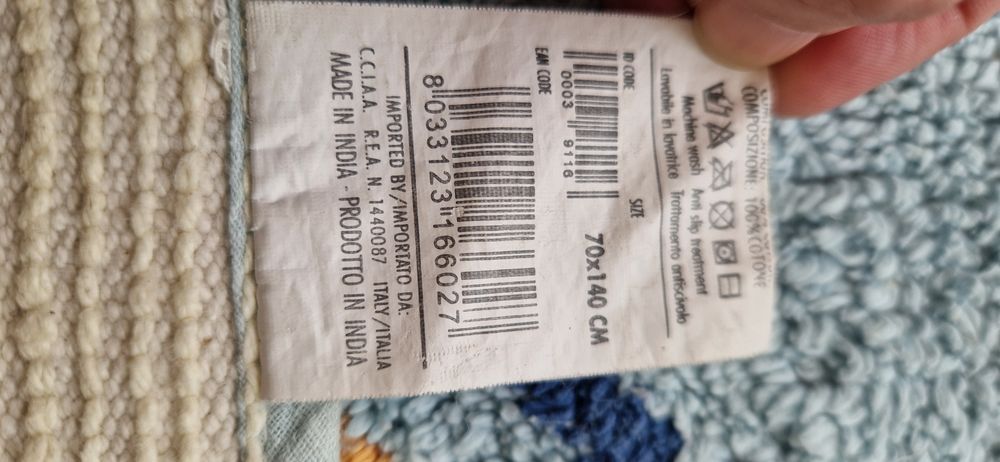 COMPOSIZIONE: 100% COTONE
Machine wash Anti slip treatment
Lavabile in lavatrice Trattamento antiscivolo
ID CODE SIZE
0003 9116 70x140 CM
EAN CODE
8 033123 166027
IMPORTED BY/IMPORTATO DA:
C.C.I.A.A. R.E.A. N. 1440087 ITALY/ITALIA
MADE IN INDIA - PRODOTTO IN INDIA